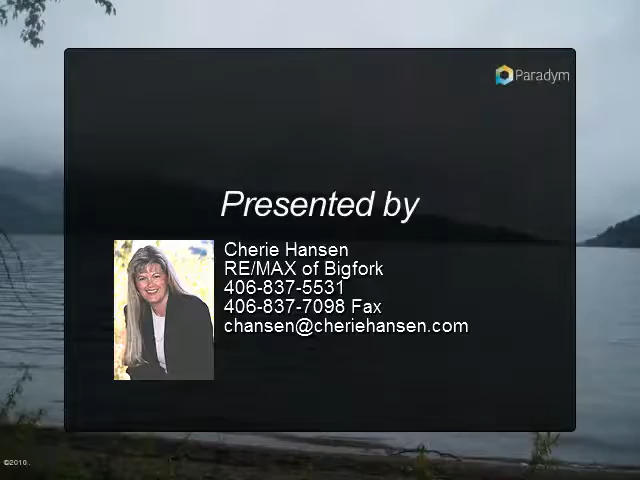 Paradym
Presented by
Cherie Hansen
RE/MAX of Bigfork
406-837-5531
406-837-7098 Fax
chansen@cheriehansen.com
©2016.